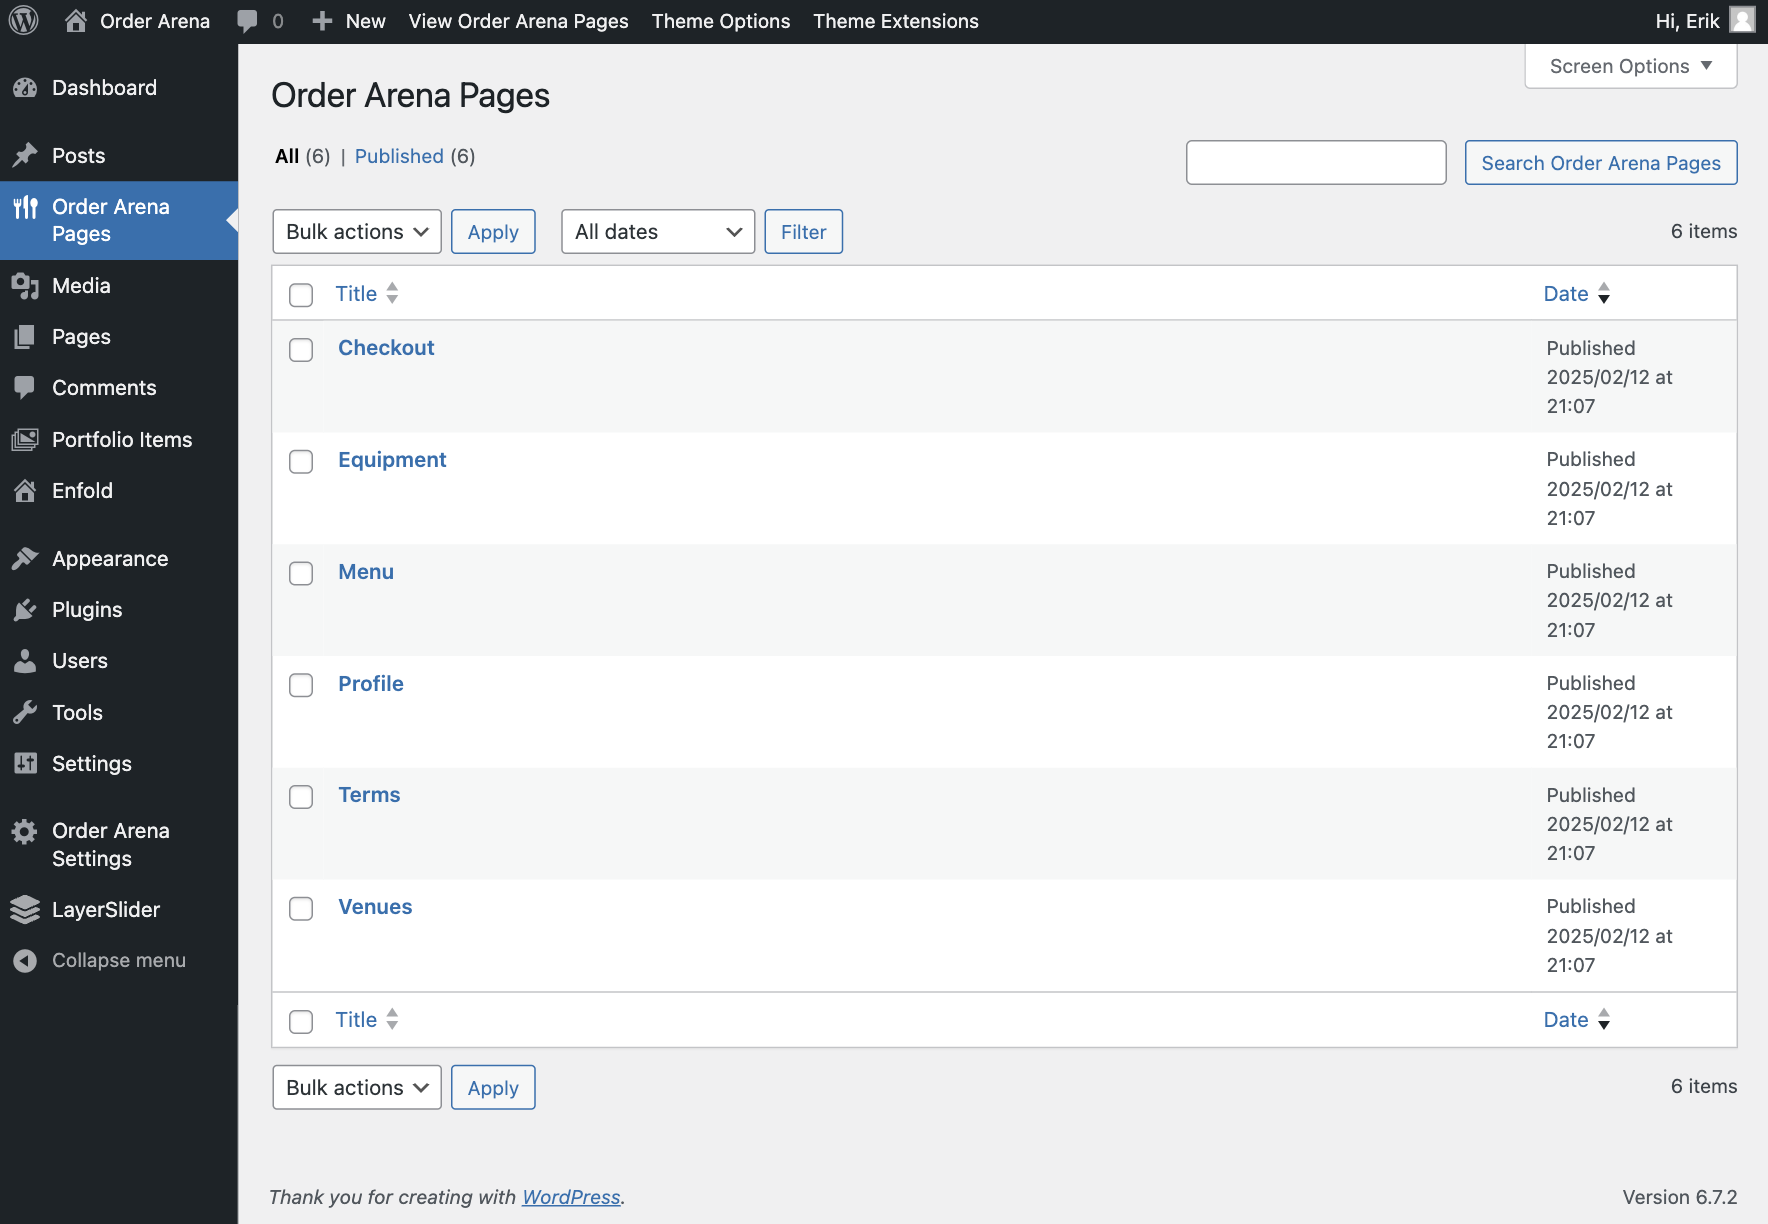 Order Arena
0
New
View Order Arena Pages
Theme Options
Theme Extensions
Hi, Erik
Dashboard
Posts
Order Arena
Pages
Media
Pages
Comments
Portfolio Items
Enfold
Appearance
Plugins
Users
Tools
Settings
Order Arena
Settings
LayerSlider
Collapse menu
Screen Options
Order Arena Pages
All (6) | Published (6)
Search Order Arena Pages
Bulk actions
Apply
All dates
Filter
6 items
Title
Date
Checkout
Published
2025/02/12 at
21:07
Equipment
Published
2025/02/12 at
21:07
Menu
Published
2025/02/12 at
21:07
Profile
Published
2025/02/12 at
21:07
Terms
Published
2025/02/12 at
21:07
Venues
Published
2025/02/12 at
21:07
Title
Date
Bulk actions
Apply
6 items
Thank you for creating with WordPress.
Version 6.7.2